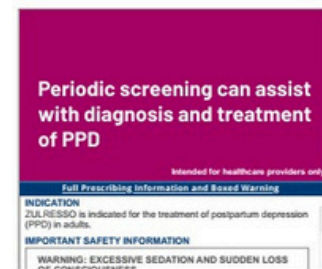 Periodic screening can assist
with diagnosis and treatment
of PPD
Intended for healthcare providers only
Full Prescribing Information and Boxed Warning
INDICATION
ZULRESSO is indicated for the treatment of postpartum depression
(PPD) in adults.
IMPORTANT SAFETY INFORMATION
WARNING: EXCESSIVE SEDATION AND SUDDEN LOSS
OF CONSCIOUSNESS